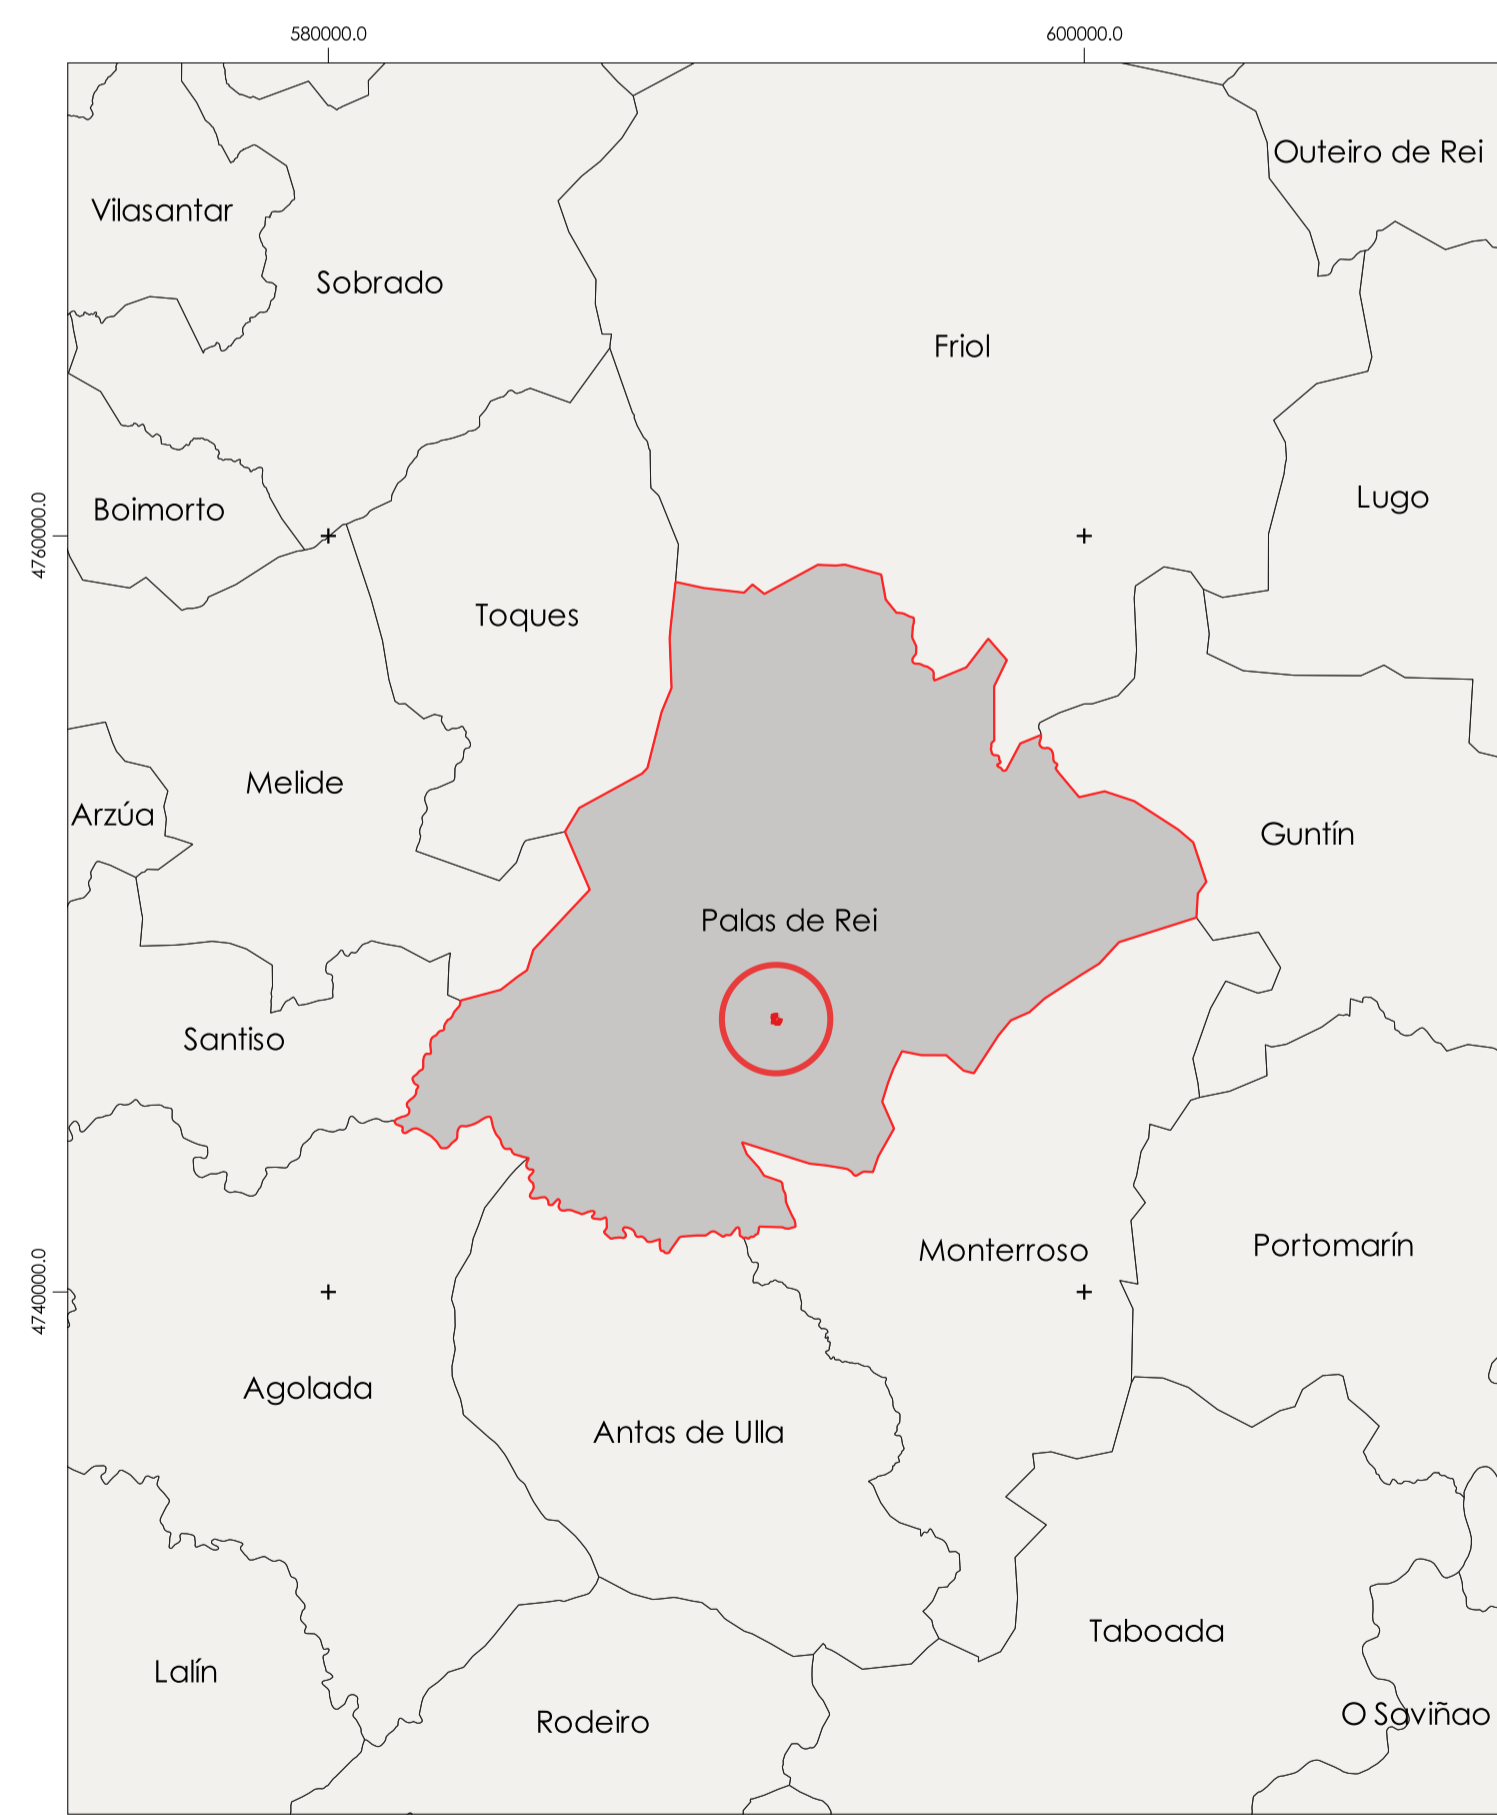 580000.0 600000.0
Outeiro de Rei
Vilasantar
Sobrado
Friol
Lugo
Boimorto
4760000.0
Toques
Melide
Arzúa
Guntín
Palas de Rei
Santiso
Portomarín
Monterroso
4740000.0
Agolada
Antas de Ulla
Taboada
Lalín
O Saviñao
Rodeiro